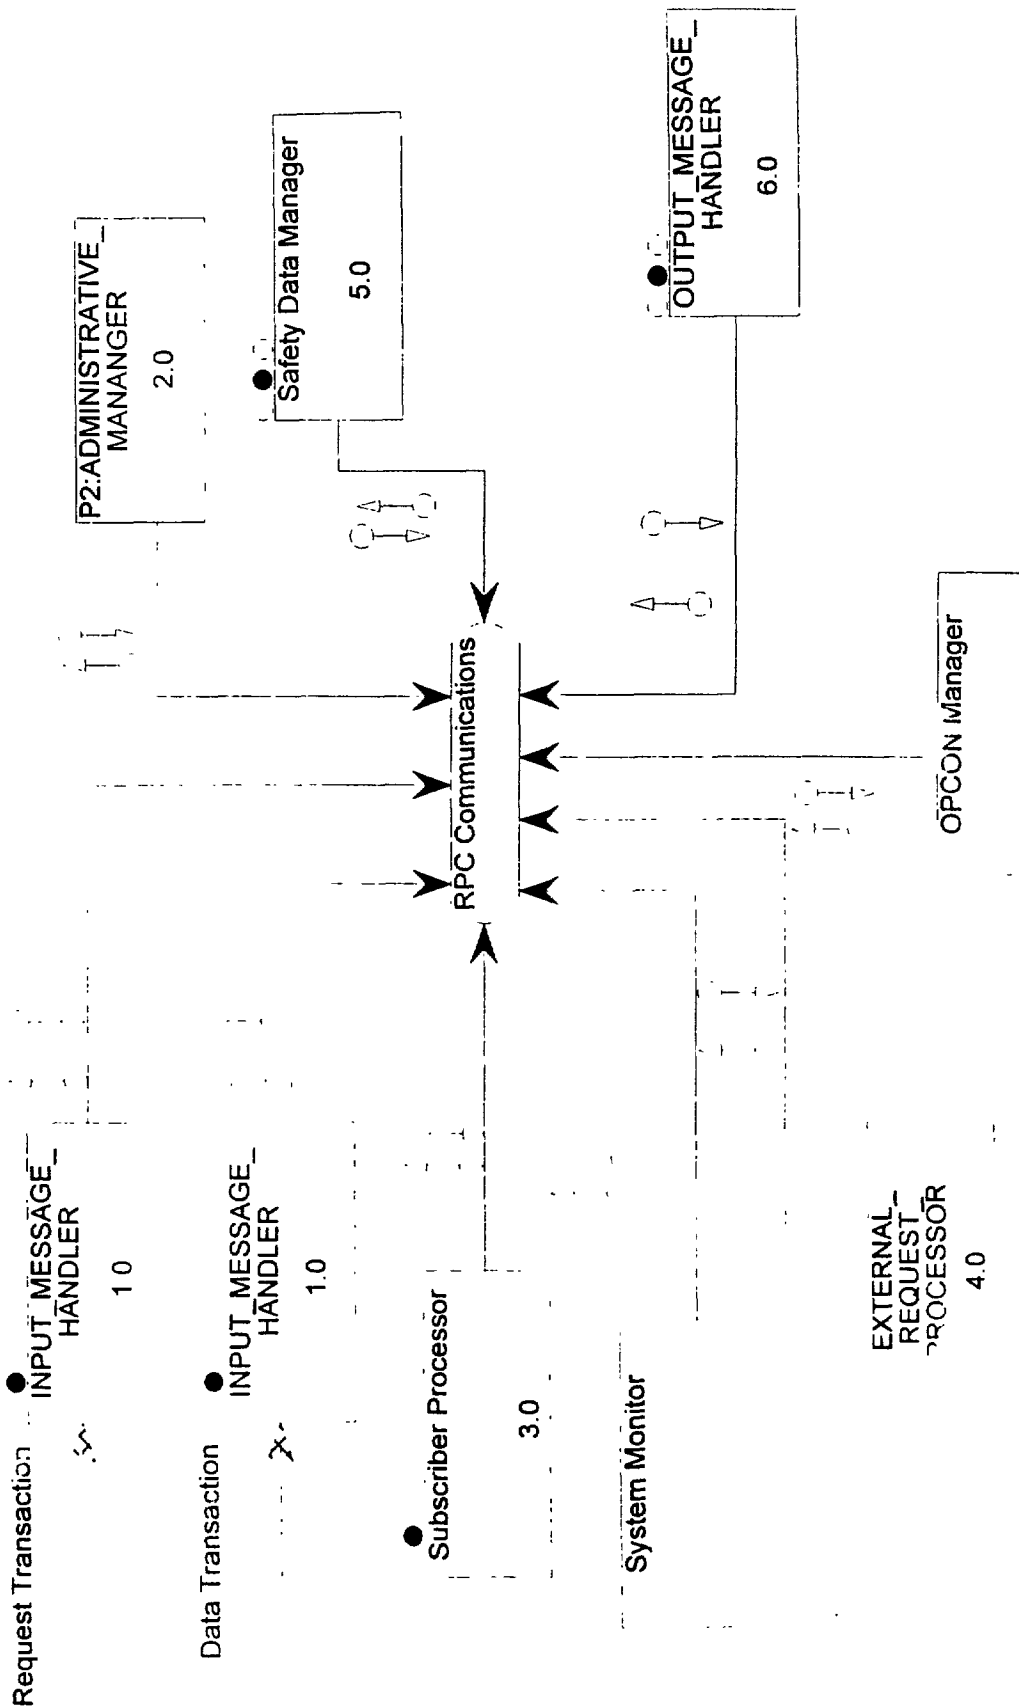 Request Transaction
INPUT_MESSAGE_
HANDLER
1 0
Data Transaction
INPUT_MESSAGE_
HANDLER
1.0
Subscriber Processor
3.0
System Monitor
EXTERNAL_
REQUEST_
PROCESSOR
4.0
RPC Communications
P2:ADMINISTRATIVE_
MANANGER
2.0
Safety Data Manager
5.0
OUTPUT_MESSAGE_
HANDLER
6.0
OPCON Manager